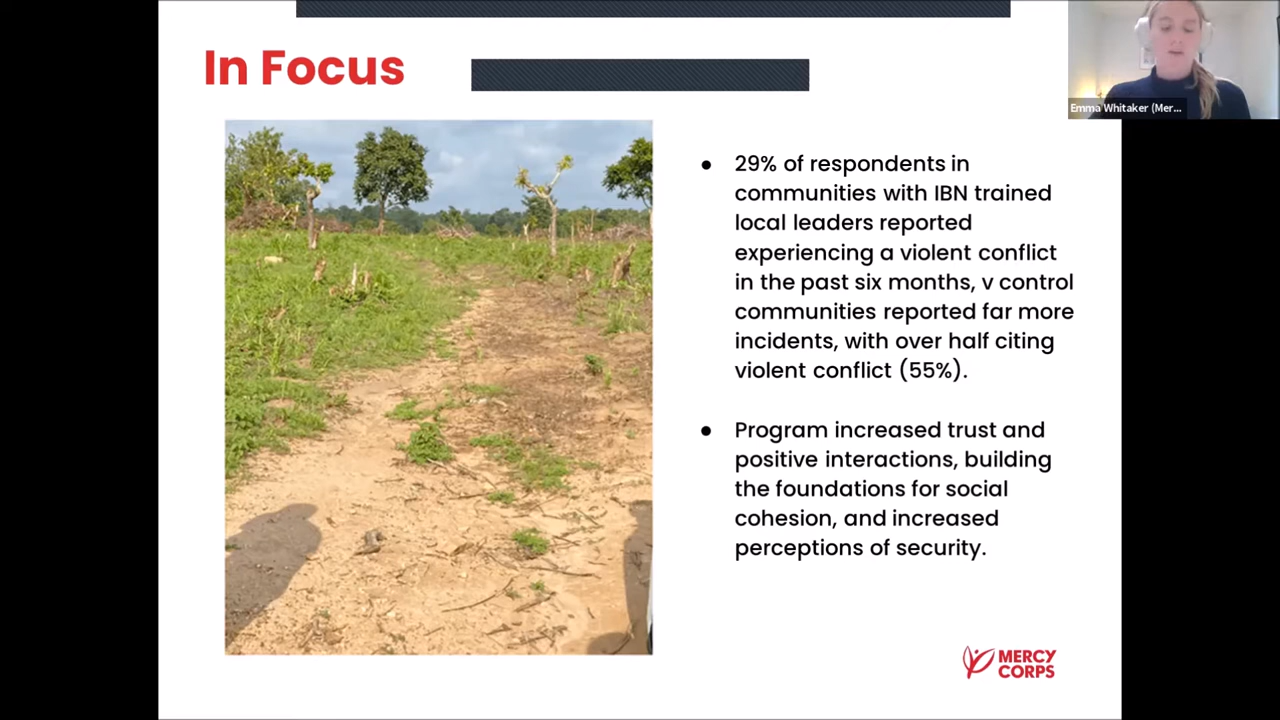 In Focus
Emma Whitaker (Mer...
● 29% of respondents in
communities with IBN trained
local leaders reported
experiencing a violent conflict
in the past six months, v control
communities reported far more
incidents, with over half citing
violent conflict (55%).
● Program increased trust and
positive interactions, building
the foundations for social
cohesion, and increased
perceptions of security.
MERCY
CORPS